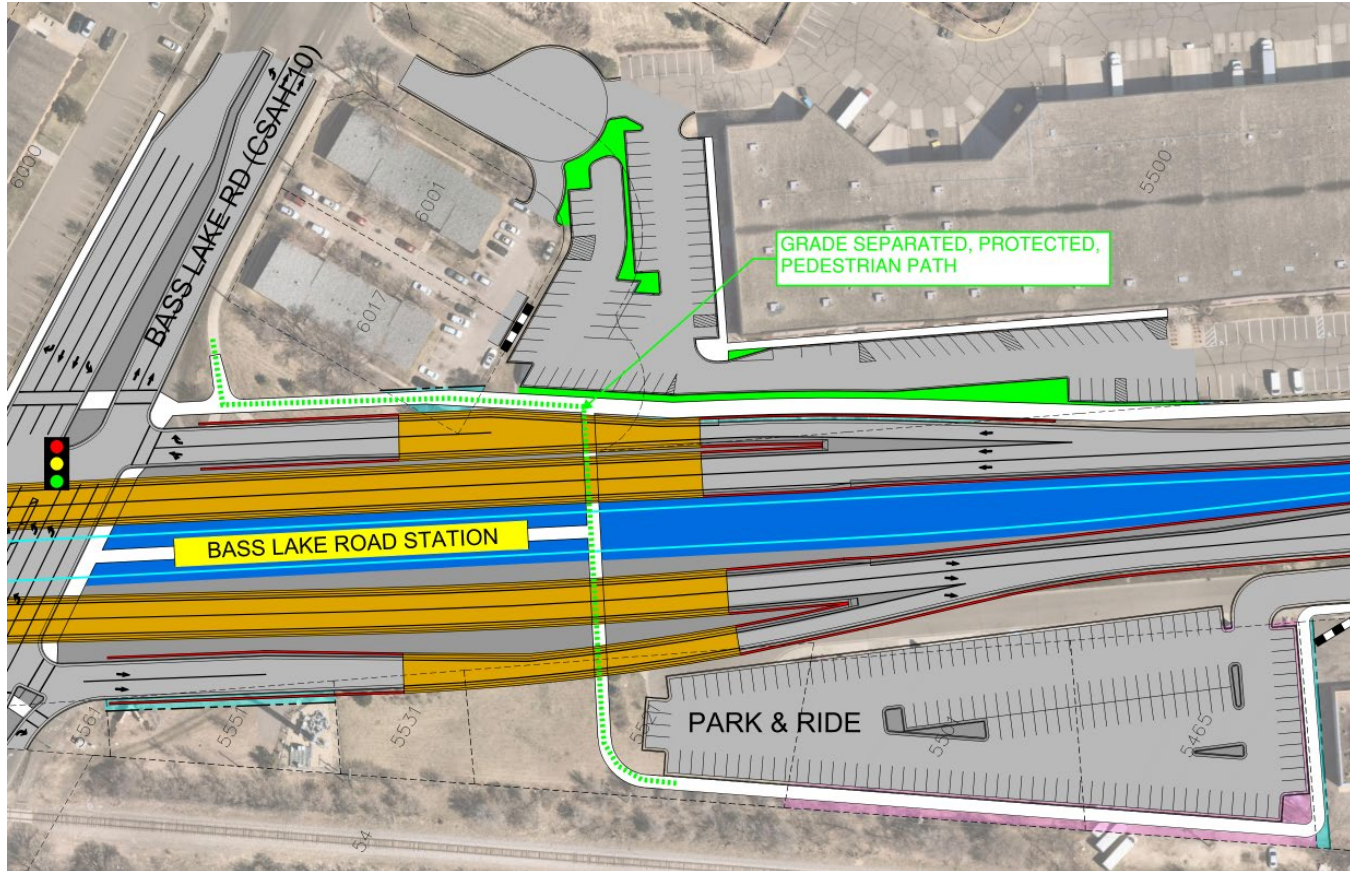 BASS LAKE RD (CSAH 10)
6000
6001
6017
5500
GRADE SEPARATED, PROTECTED,
PEDESTRIAN PATH
BASS LAKE ROAD STATION
PARK & RIDE
5561
5531
5465
54